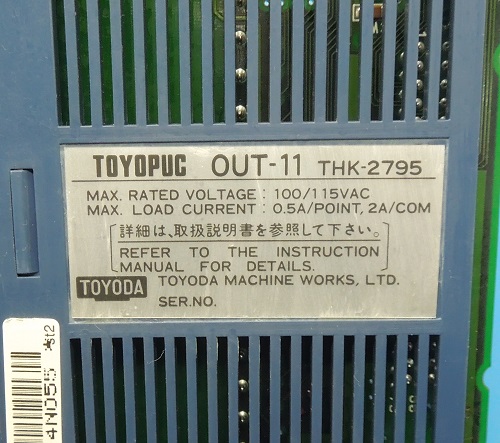 TOYOPUC OUT-11 THK-2795
MAX. RATED VOLTAGE : 100/115VAC
MAX. LOAD CURRENT : 0.5A/POINT, 2A/COM
詳細は、取扱説明書を参照して下さい。
REFER TO THE INSTRUCTION
MANUAL FOR DETAILS.
TOYODA TOYODA MACHINE WORKS, LTD.
SER.NO.
4N055